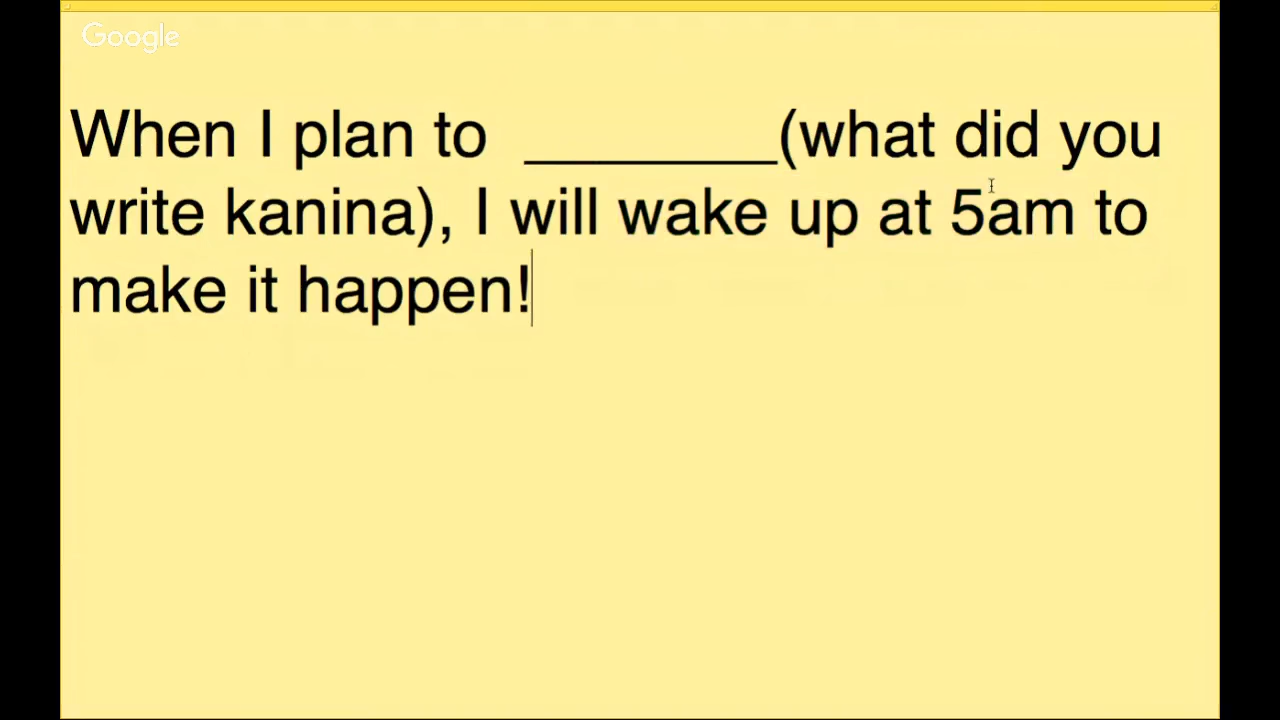 Google
When I plan to ________(what did you
write kanina), I will wake up at 5am to
make it happen!